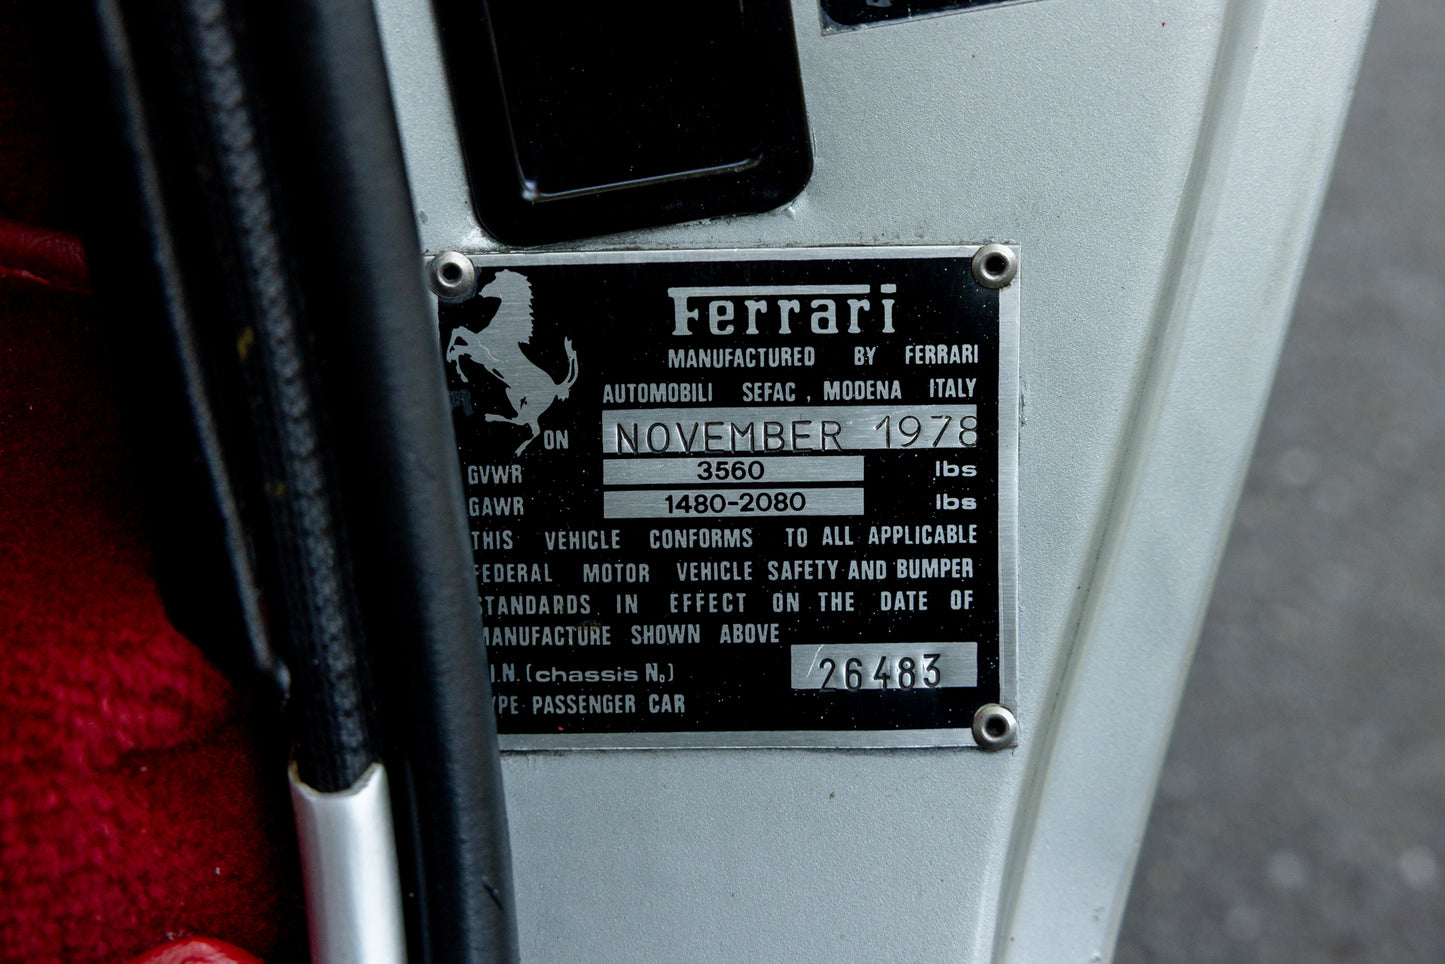 Ferrari
MANUFACTURED BY FERRARI
AUTOMOBILI SEFAC, MODENA ITALY
ON NOVEMBER 1978
GVWR 3560 lbs
GAWR 1480-2080 lbs
THIS VEHICLE CONFORMS TO ALL APPLICABLE
FEDERAL MOTOR VEHICLE SAFETY AND BUMPER
STANDARDS IN EFFECT ON THE DATE OF
MANUFACTURE SHOWN ABOVE
.I.N. (chassis No) 26483
YPE PASSENGER CAR